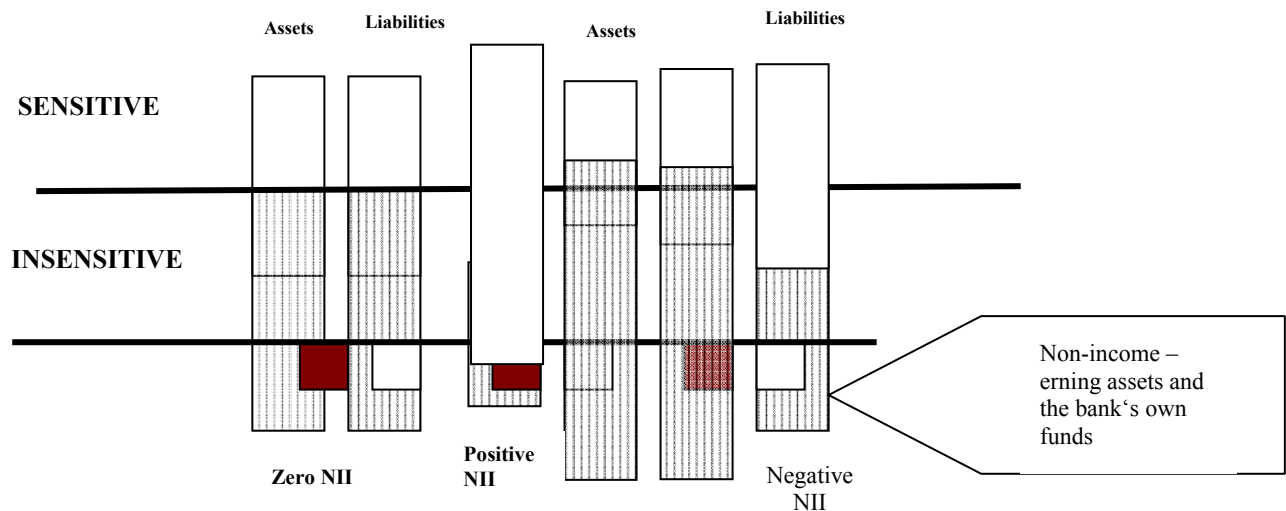 Assets
Liabilities
Assets
Liabilities
SENSITIVE
INSENSITIVE
Non-income –
erning assets and
the bank‘s own
funds
Zero NII
Positive
NII
Negative
NII